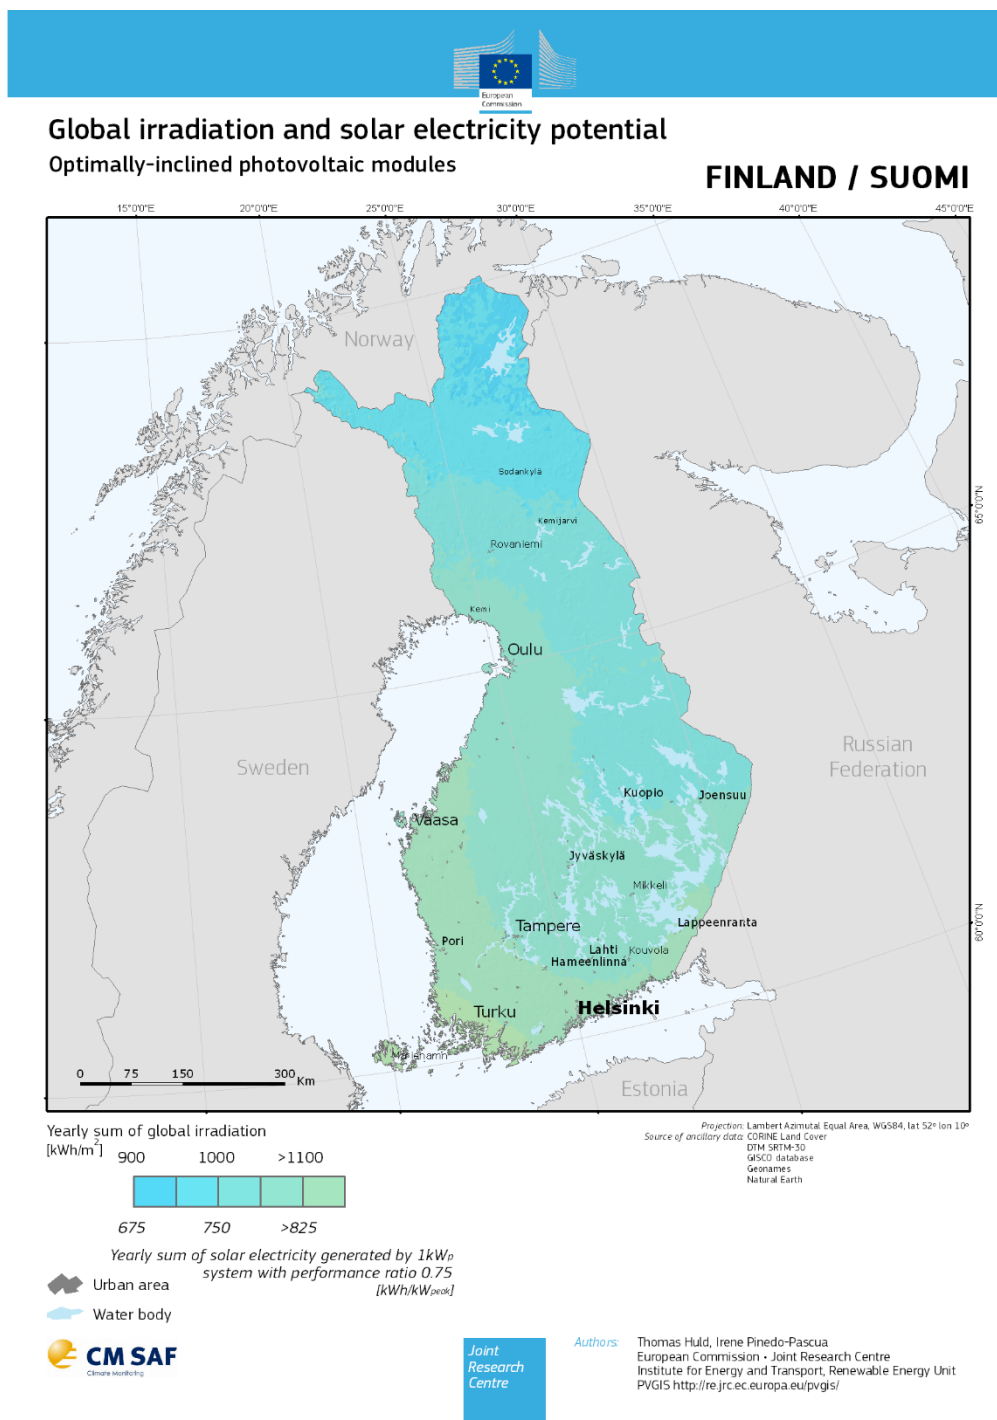 European
Commission
Global irradiation and solar electricity potential
Optimally-inclined photovoltaic modules
FINLAND / SUOMI
15°0'0"E 20°0'0"E 25°0'0"E 30°0'0"E 35°0'0"E 40°0'0"E 45°0'0"E
Norway
Sodankylä
65°0'0"N
Kemijarvi
Rovaniemi
Kemi
Oulu
Russian
Federation
Sweden
Kuopio
Joensuu
Vaasa
Jyväskylä
Mikkeli
60°0'0"N
Lappeenranta
Tampere
Pori
Lahti
Kouvola
Hameenlinna
Helsinki
Turku
Mariehamn
Estonia
0 75 150 300 Km
Yearly sum of global irradiation
[kWh/m²]
900 1000 >1100
675 750 >825
Yearly sum of solar electricity generated by 1kWp
system with performance ratio 0.75
[kWh/kWpeak]
Urban area
Water body
Projection: Lambert Azimutal Equal Area, WGS84, lat 52° lon 10°
Source of ancillary data: CORINE Land Cover
DTM SRTM-30
GISCO database
Geonames
Natural Earth
CM SAF
Climate Monitoring
Joint
Research
Centre
Authors: Thomas Huld, Irene Pinedo-Pascua
European Commission • Joint Research Centre
Institute for Energy and Transport, Renewable Energy Unit
PVGIS http://re.jrc.ec.europa.eu/pvgis/